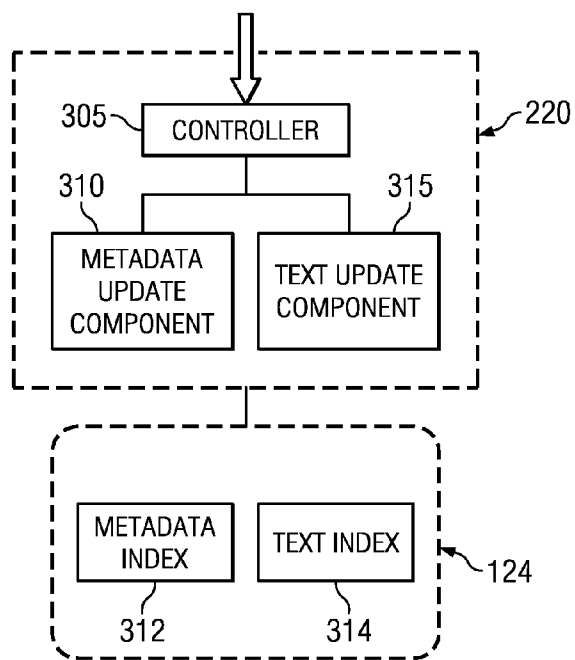 305
CONTROLLER
220
310
315
METADATA
UPDATE
COMPONENT
TEXT UPDATE
COMPONENT
METADATA
INDEX
TEXT INDEX
124
312
314